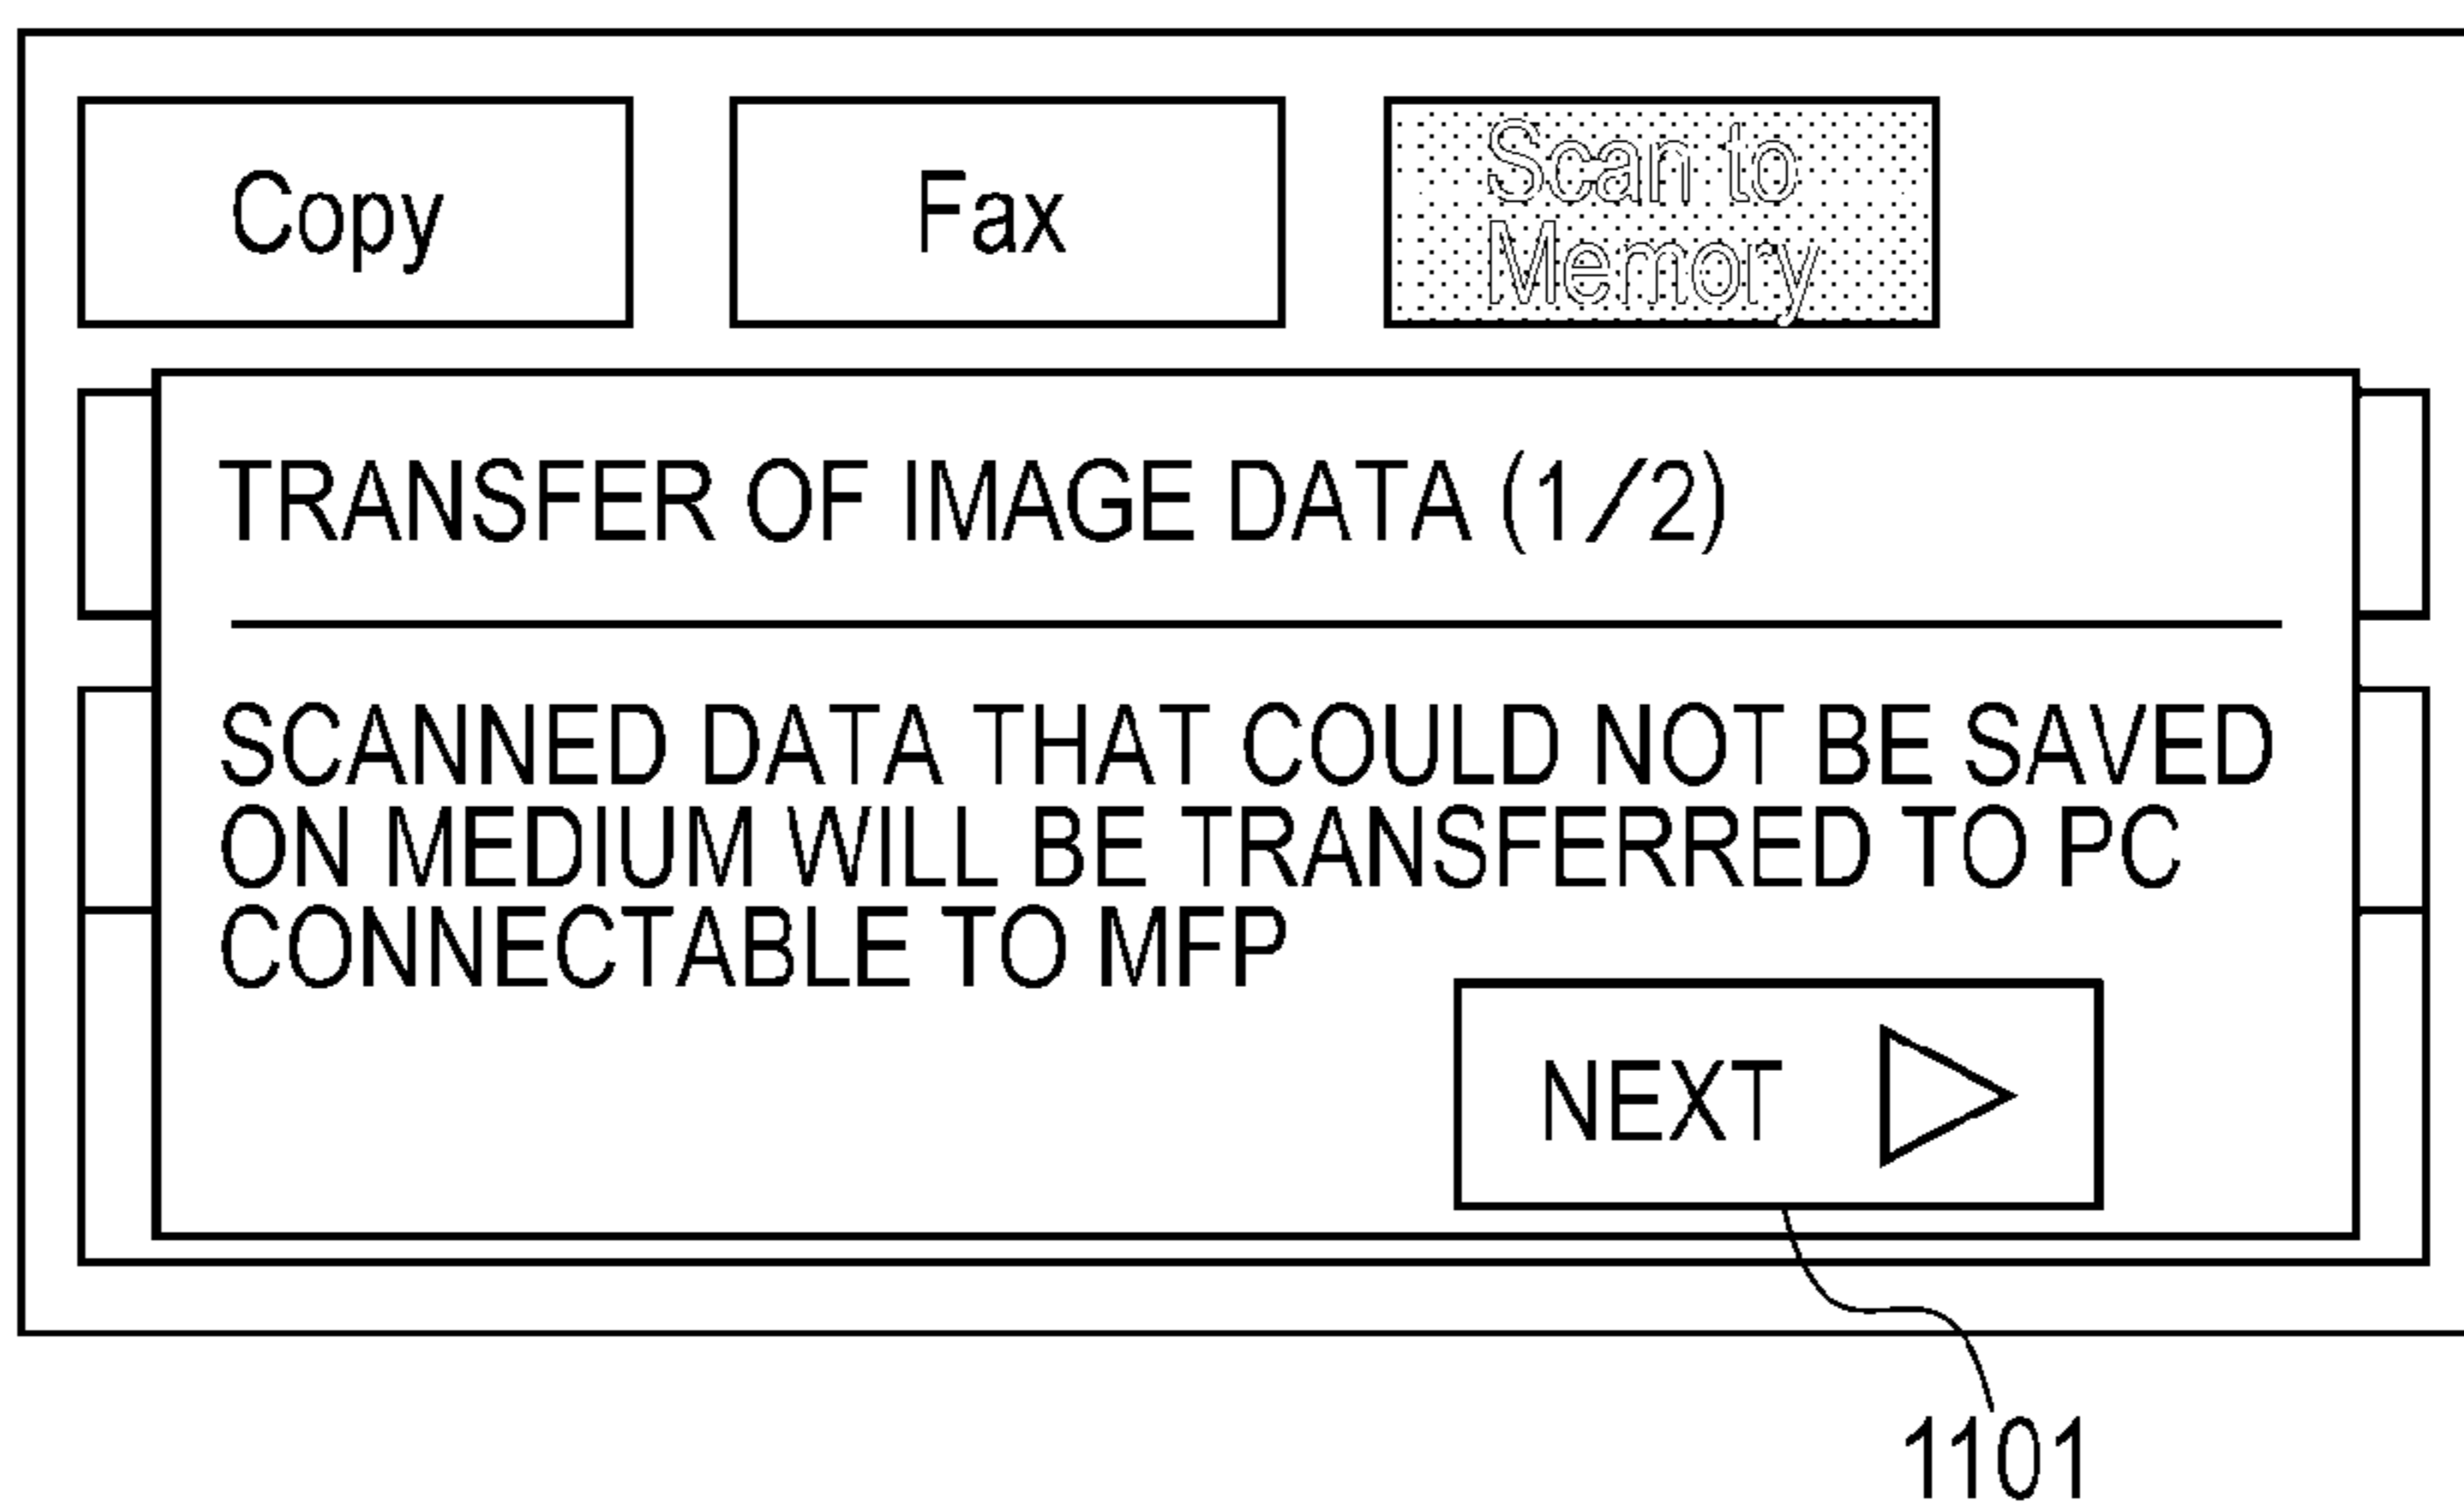 Copy
Fax
Scan to
Memory
TRANSFER OF IMAGE DATA (1/2)
SCANNED DATA THAT COULD NOT BE SAVED
ON MEDIUM WILL BE TRANSFERRED TO PC
CONNECTABLE TO MFP
NEXT
1101